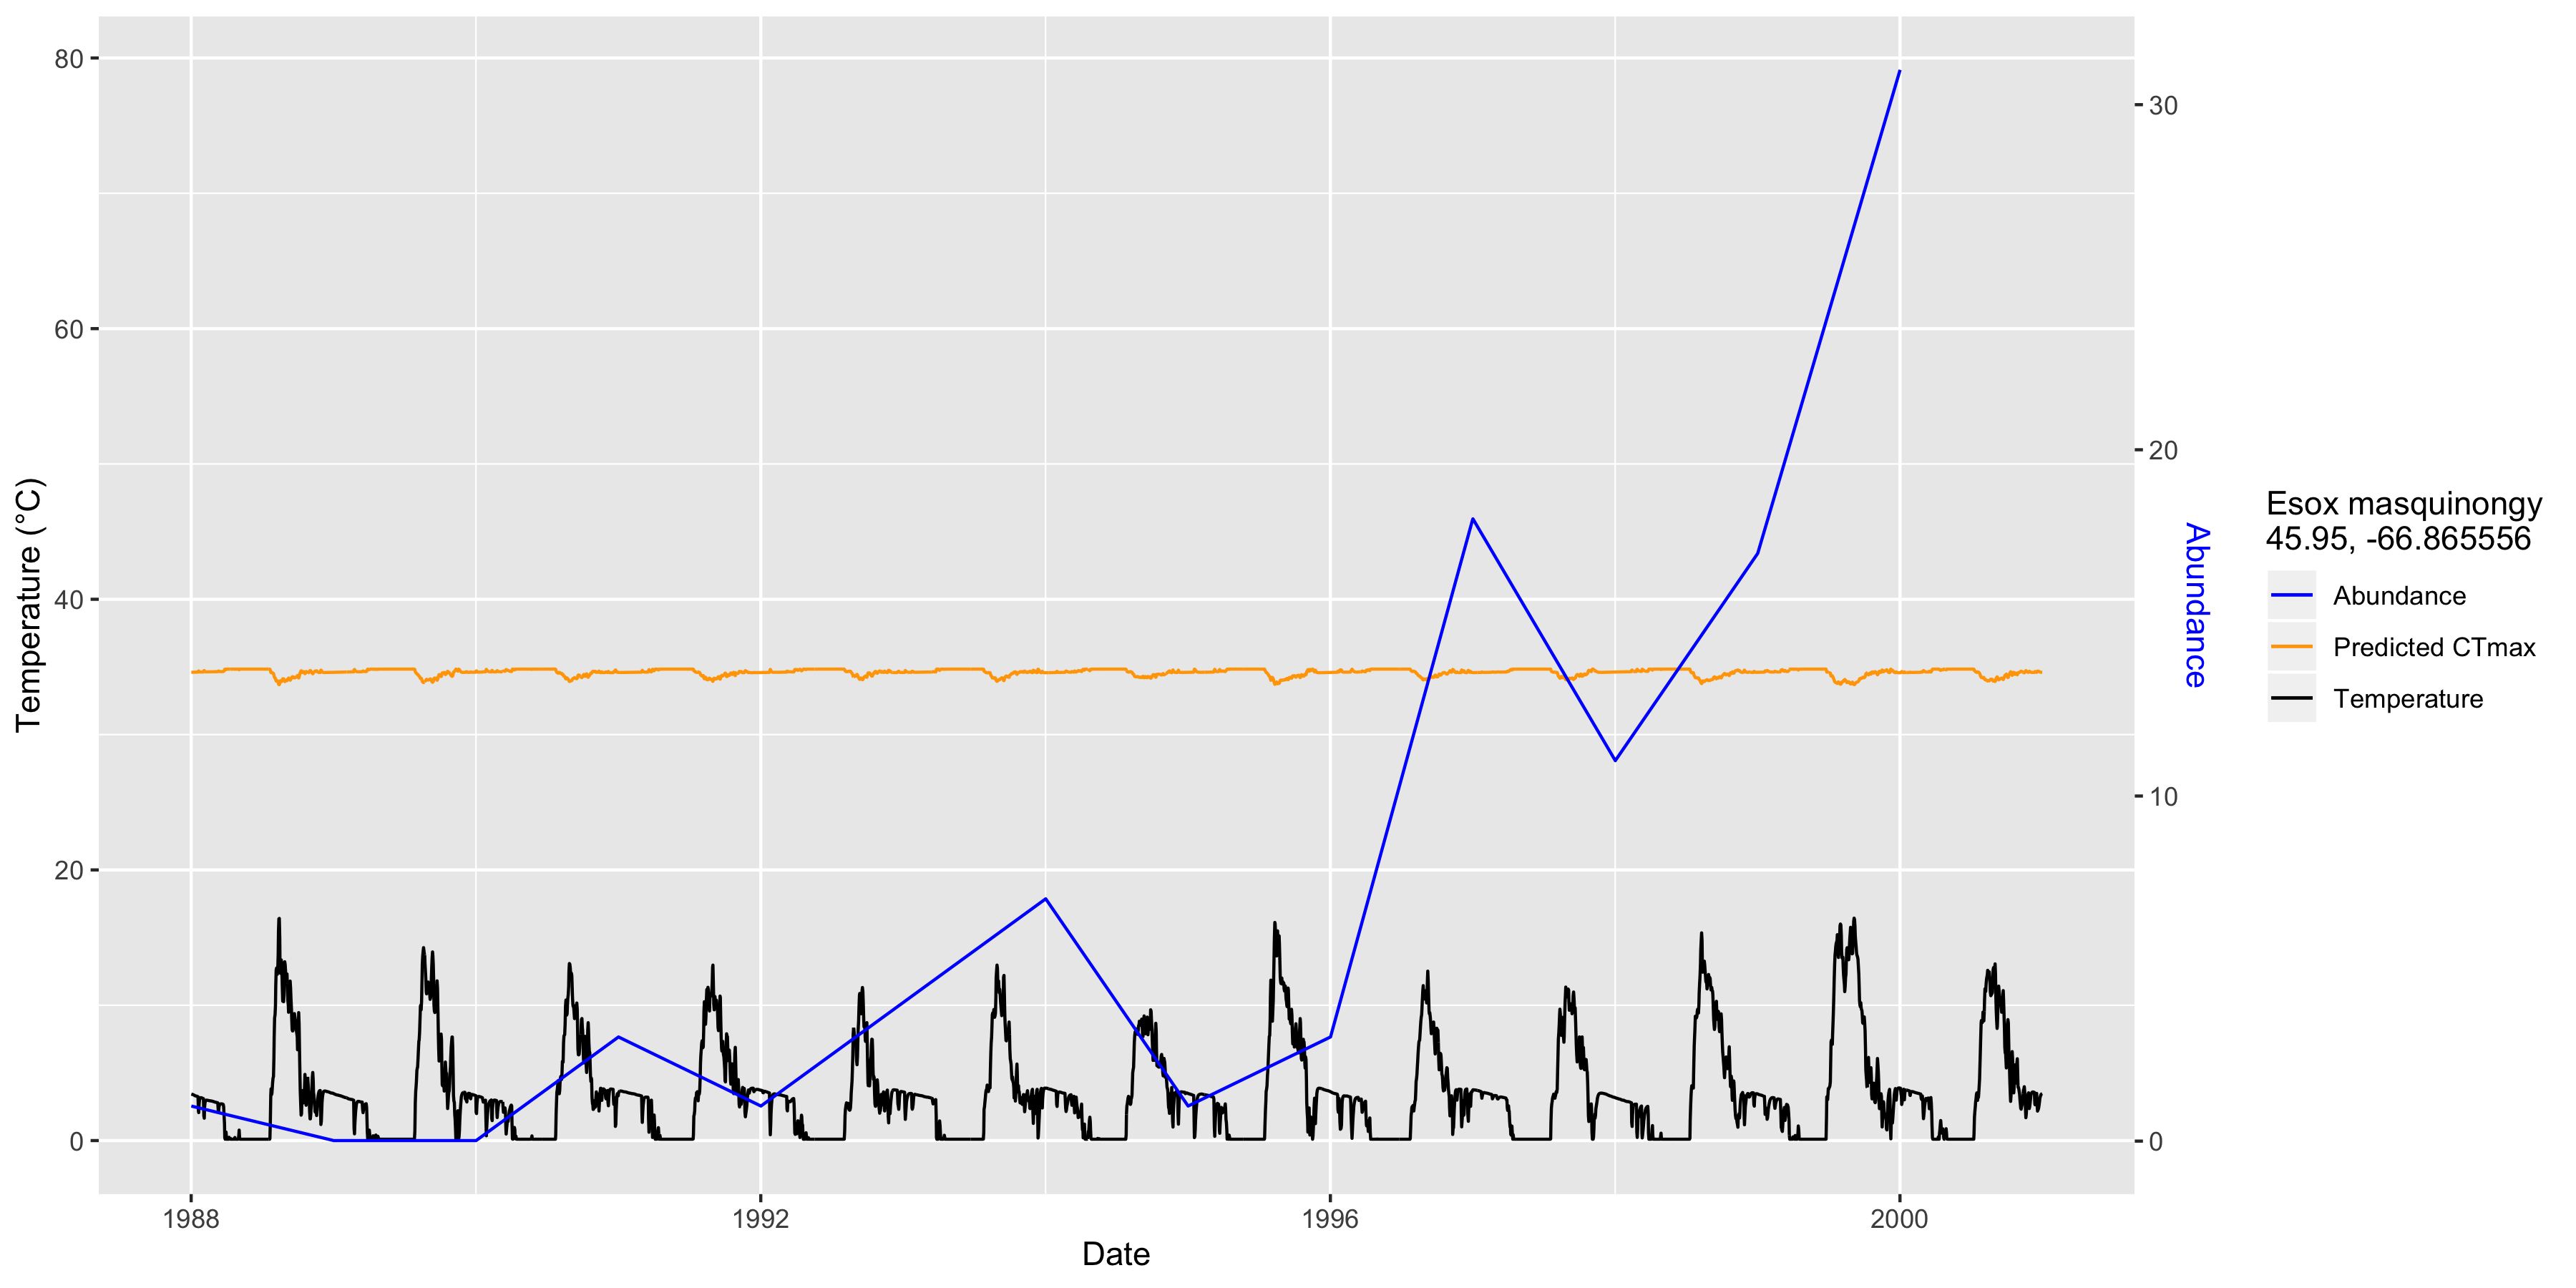 80
60
40
20
0
Temperature (°C)
1988
1992
1996
2000
Date
30
20
10
0
Abundance
Esox masquinongy
45.95, -66.865556
Abundance
Predicted CTmax
Temperature